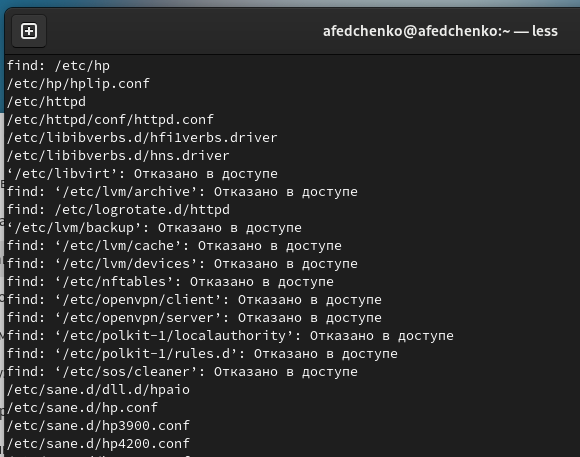 afedchenko@afedchenko:~ — less
find: /etc/hp
/etc/hp/hplip.conf
/etc/httpd
/etc/httpd/conf/httpd.conf
/etc/libibverbs.d/hfi1verbs.driver
/etc/libibverbs.d/hns.driver
‘/etc/libvirt’: Отказано в доступе
find: ‘/etc/lvm/archive’: Отказано в доступе
find: /etc/logrotate.d/httpd
‘/etc/lvm/backup’: Отказано в доступе
find: ‘/etc/lvm/cache’: Отказано в доступе
find: ‘/etc/lvm/devices’: Отказано в доступе
find: ‘/etc/nftables’: Отказано в доступе
find: ‘/etc/openvpn/client’: Отказано в доступе
find: ‘/etc/openvpn/server’: Отказано в доступе
find: ‘/etc/polkit-1/localauthority’: Отказано в доступе
find: ‘/etc/polkit-1/rules.d’: Отказано в доступе
find: ‘/etc/sos/cleaner’: Отказано в доступе
/etc/sane.d/dll.d/hpaio
/etc/sane.d/hp.conf
/etc/sane.d/hp3900.conf
/etc/sane.d/hp4200.conf